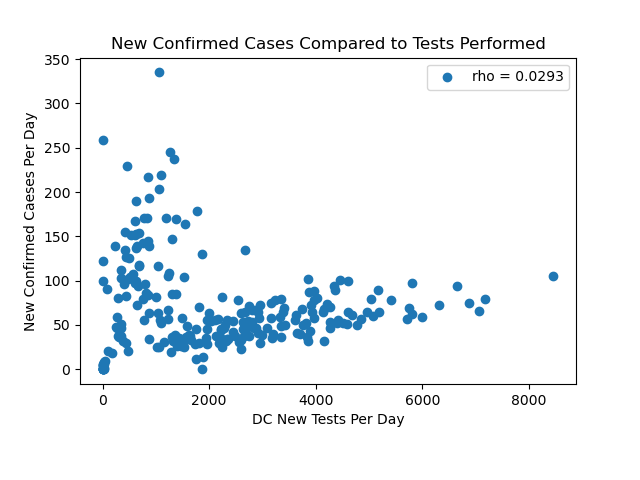 New Confirmed Cases Compared to Tests Performed
rho = 0.0293
350
300
250
200
150
100
50
0
New Confirmed Caeses Per Day
0 2000 4000 6000 8000
DC New Tests Per Day